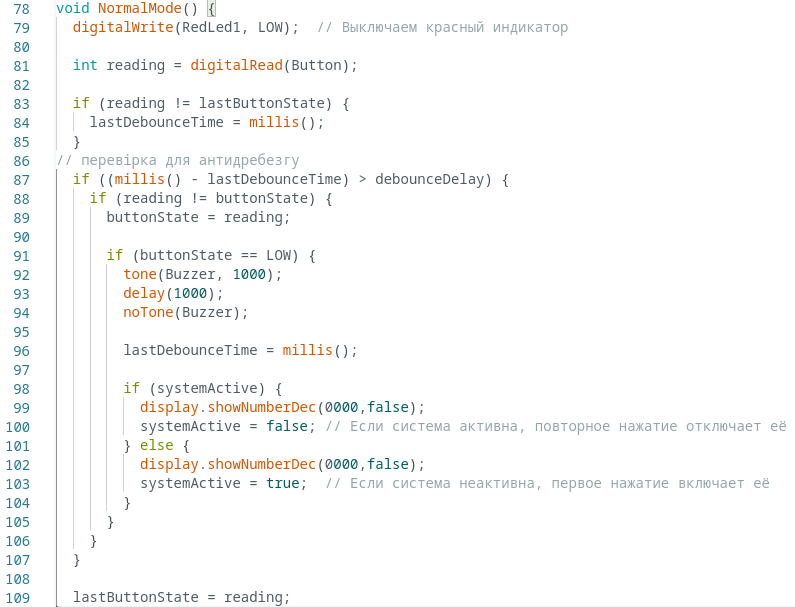 78 void NormalMode() {
79 digitalWrite(RedLed1, LOW);  // Выключаем красный индикатор
80
81 int reading = digitalRead(Button);
82
83 if (reading != lastButtonState) {
84 lastDebounceTime = millis();
85 }
86 // перевірка для антидребезгу
87 if ((millis() - lastDebounceTime) > debounceDelay) {
88 if (reading != buttonState) {
89 buttonState = reading;
90
91 if (buttonState == LOW) {
92 tone(Buzzer, 1000);
93 delay(1000);
94 noTone(Buzzer);
95
96 lastDebounceTime = millis();
97
98 if (systemActive) {
99 display.showNumberDec(0000,false);
100 systemActive = false; // Если система активна, повторное нажатие отключает её
101 } else {
102 display.showNumberDec(0000,false);
103 systemActive = true;  // Если система неактивна, первое нажатие включает её
104 }
105 }
106 }
107 }
108
109 lastButtonState = reading;